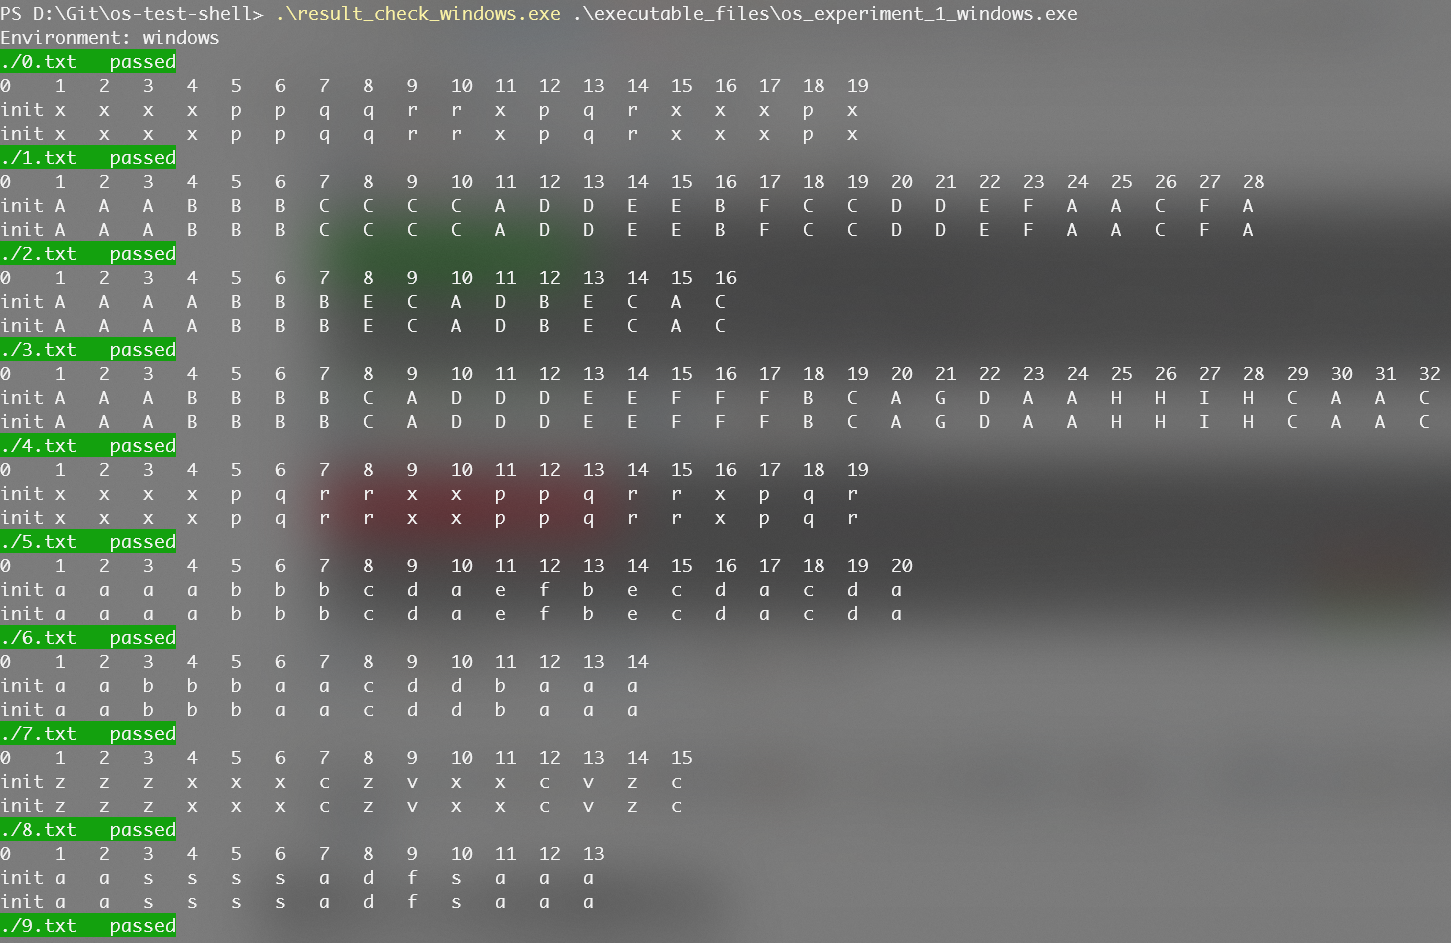 PS D:\Git\os-test-shell> .\result_check_windows.exe .\executable_files\os_experiment_1_windows.exe
Environment: windows
./0.txt   passed
0    1   2   3   4   5   6   7   8   9   10  11  12  13  14  15  16  17  18  19
init x   x   x   x   p   p   q   q   r   r   x   p   q   r   x   x   x   p   x
init x   x   x   x   p   p   q   q   r   r   x   p   q   r   x   x   x   p   x
./1.txt   passed
0    1   2   3   4   5   6   7   8   9   10  11  12  13  14  15  16  17  18  19  20  21  22  23  24  25  26  27  28
init A   A   A   B   B   B   C   C   C   C   A   D   D   E   E   B   F   C   C   D   D   E   F   A   A   C   F   A
init A   A   A   B   B   B   C   C   C   C   A   D   D   E   E   B   F   C   C   D   D   E   F   A   A   C   F   A
./2.txt   passed
0    1   2   3   4   5   6   7   8   9   10  11  12  13  14  15  16
init A   A   A   A   B   B   B   E   C   A   D   B   E   C   A   C
init A   A   A   A   B   B   B   E   C   A   D   B   E   C   A   C
./3.txt   passed
0    1   2   3   4   5   6   7   8   9   10  11  12  13  14  15  16  17  18  19  20  21  22  23  24  25  26  27  28  29  30  31  32
init A   A   A   B   B   B   B   C   A   D   D   D   E   E   F   F   F   B   C   A   G   D   A   A   H   H   I   H   C   A   A   C
init A   A   A   B   B   B   B   C   A   D   D   D   E   E   F   F   F   B   C   A   G   D   A   A   H   H   I   H   C   A   A   C
./4.txt   passed
0    1   2   3   4   5   6   7   8   9   10  11  12  13  14  15  16  17  18  19
init x   x   x   x   p   q   r   r   x   x   p   p   q   r   r   x   p   q   r
init x   x   x   x   p   q   r   r   x   x   p   p   q   r   r   x   p   q   r
./5.txt   passed
0    1   2   3   4   5   6   7   8   9   10  11  12  13  14  15  16  17  18  19  20
init a   a   a   a   b   b   b   c   d   a   e   f   b   e   c   d   a   c   d   a
init a   a   a   a   b   b   b   c   d   a   e   f   b   e   c   d   a   c   d   a
./6.txt   passed
0    1   2   3   4   5   6   7   8   9   10  11  12  13  14
init a   a   b   b   b   a   a   c   d   d   b   a   a   a
init a   a   b   b   b   a   a   c   d   d   b   a   a   a
./7.txt   passed
0    1   2   3   4   5   6   7   8   9   10  11  12  13  14  15
init z   z   z   x   x   x   c   z   v   x   x   c   v   z   c
init z   z   z   x   x   x   c   z   v   x   x   c   v   z   c
./8.txt   passed
0    1   2   3   4   5   6   7   8   9   10  11  12  13
init a   a   s   s   s   s   a   d   f   s   a   a   a
init a   a   s   s   s   s   a   d   f   s   a   a   a
./9.txt   passed